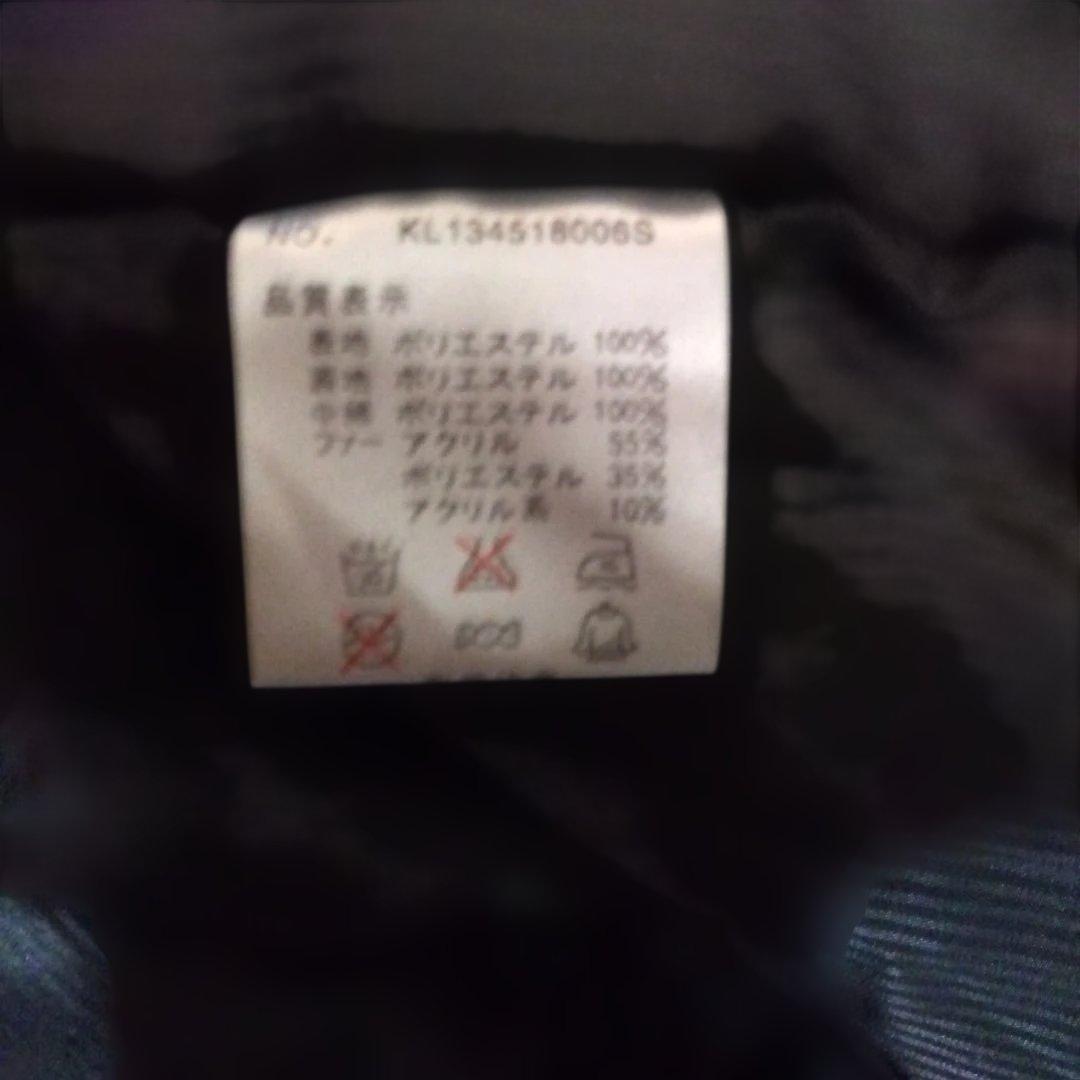 NO. KL134518006S
品質表示
表地 ポリエステル 100%
裏地 ポリエステル 100%
中綿 ポリエステル 100%
ファー アクリル 55%
ポリエステル 35%
アクリル系 10%